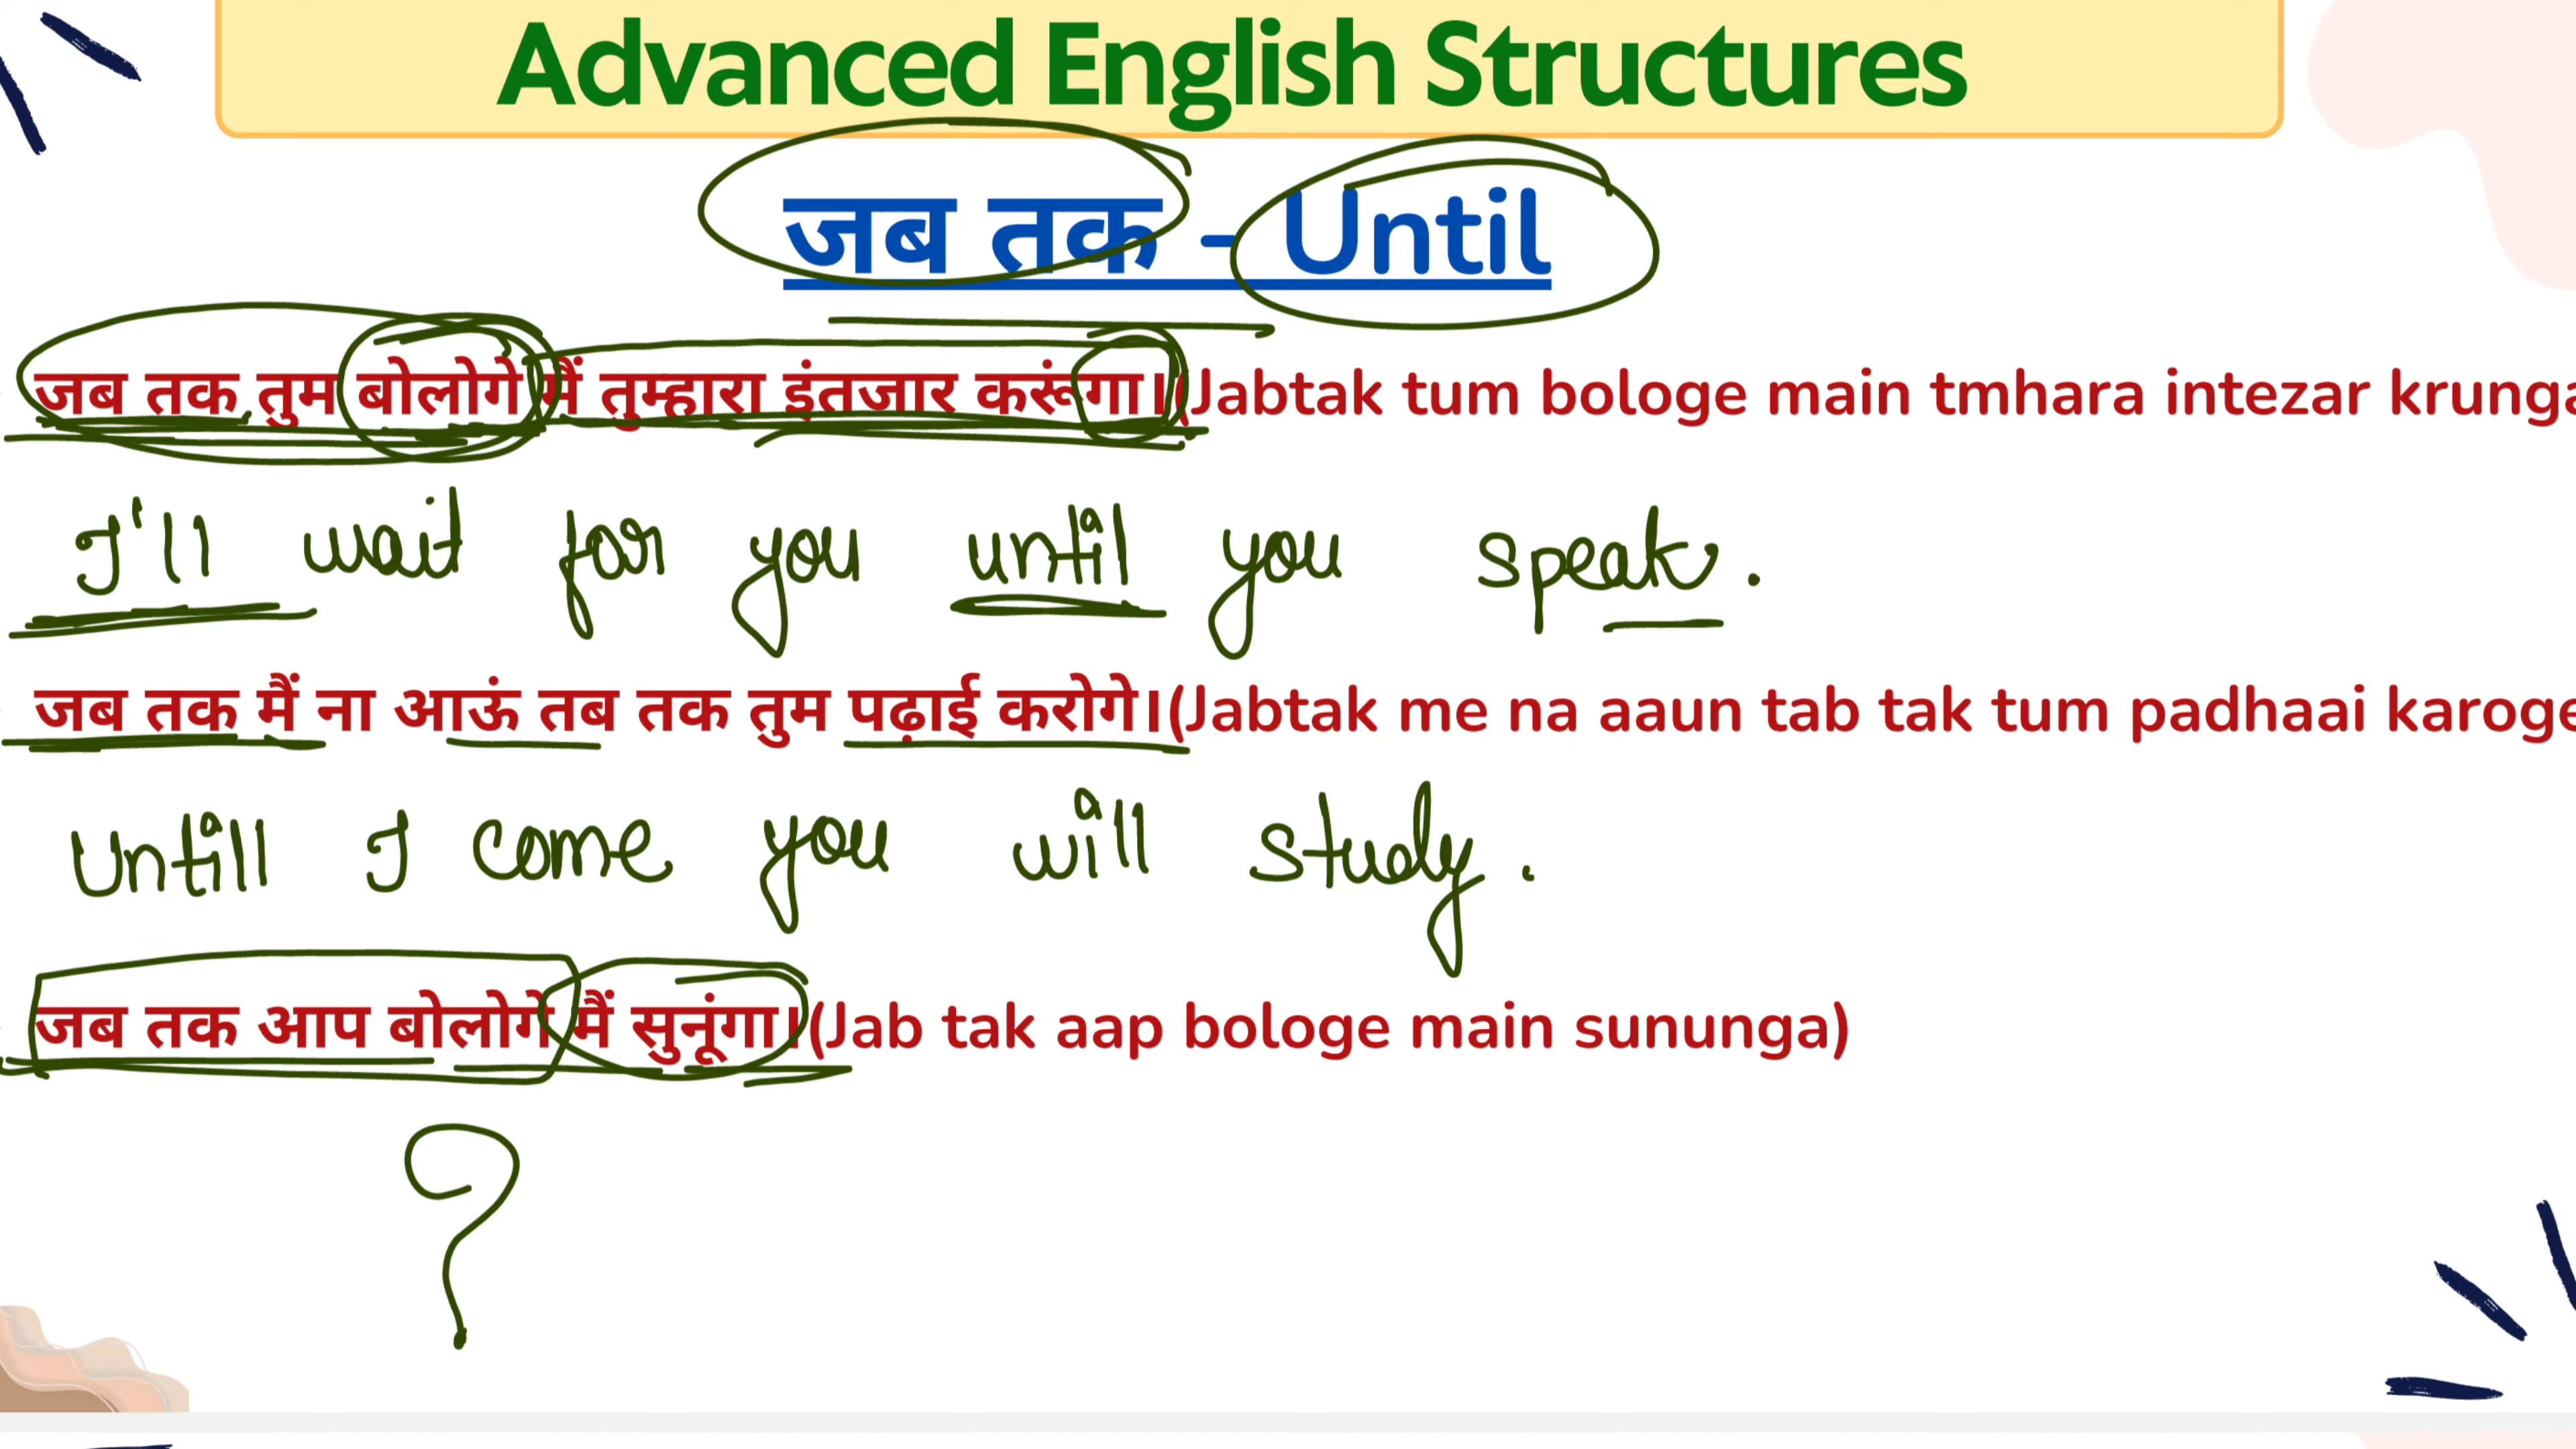 Advanced English Structures
जब तक - Until
जब तक तुम बोलोगे मैं तुम्हारा इंतजार करूंगा।(Jabtak tum bologe main tmhara intezar krunga
I'll wait for you until you speak.
जब तक मैं ना आऊं तब तक तुम पढ़ाई करोगे।(Jabtak me na aaun tab tak tum padhaai karoge
Untill I come you will study.
जब तक आप बोलोगे मैं सुनूंगा।(Jab tak aap bologe main sununga)
?